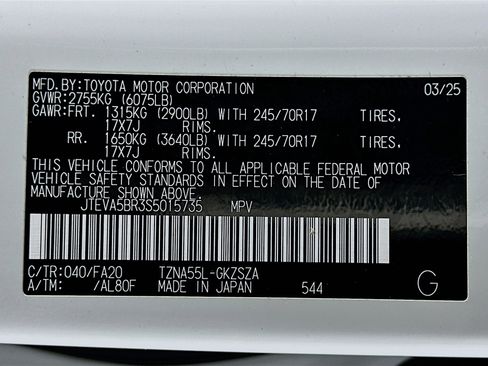 MFD.BY:TOYOTA MOTOR CORPORATION 03/25
GVWR:2755KG (6075LB)
GAWR:FRT. 1315KG (2900LB) WITH 245/70R17 TIRES.
17X7J RIMS.
RR. 1650KG (3640LB) WITH 245/70R17 TIRES.
17X7J RIMS.
THIS VEHICLE CONFORMS TO ALL APPLICABLE FEDERAL MOTOR
VEHICLE SAFETY STANDARDS IN EFFECT ON THE DATE OF
MANUFACTURE SHOWN ABOVE.
JTEVA5BR3S5015735 MPV
C/TR:040/FA20 TZNA55L-GKZSZA
A/TM: /AL80F MADE IN JAPAN 544 G